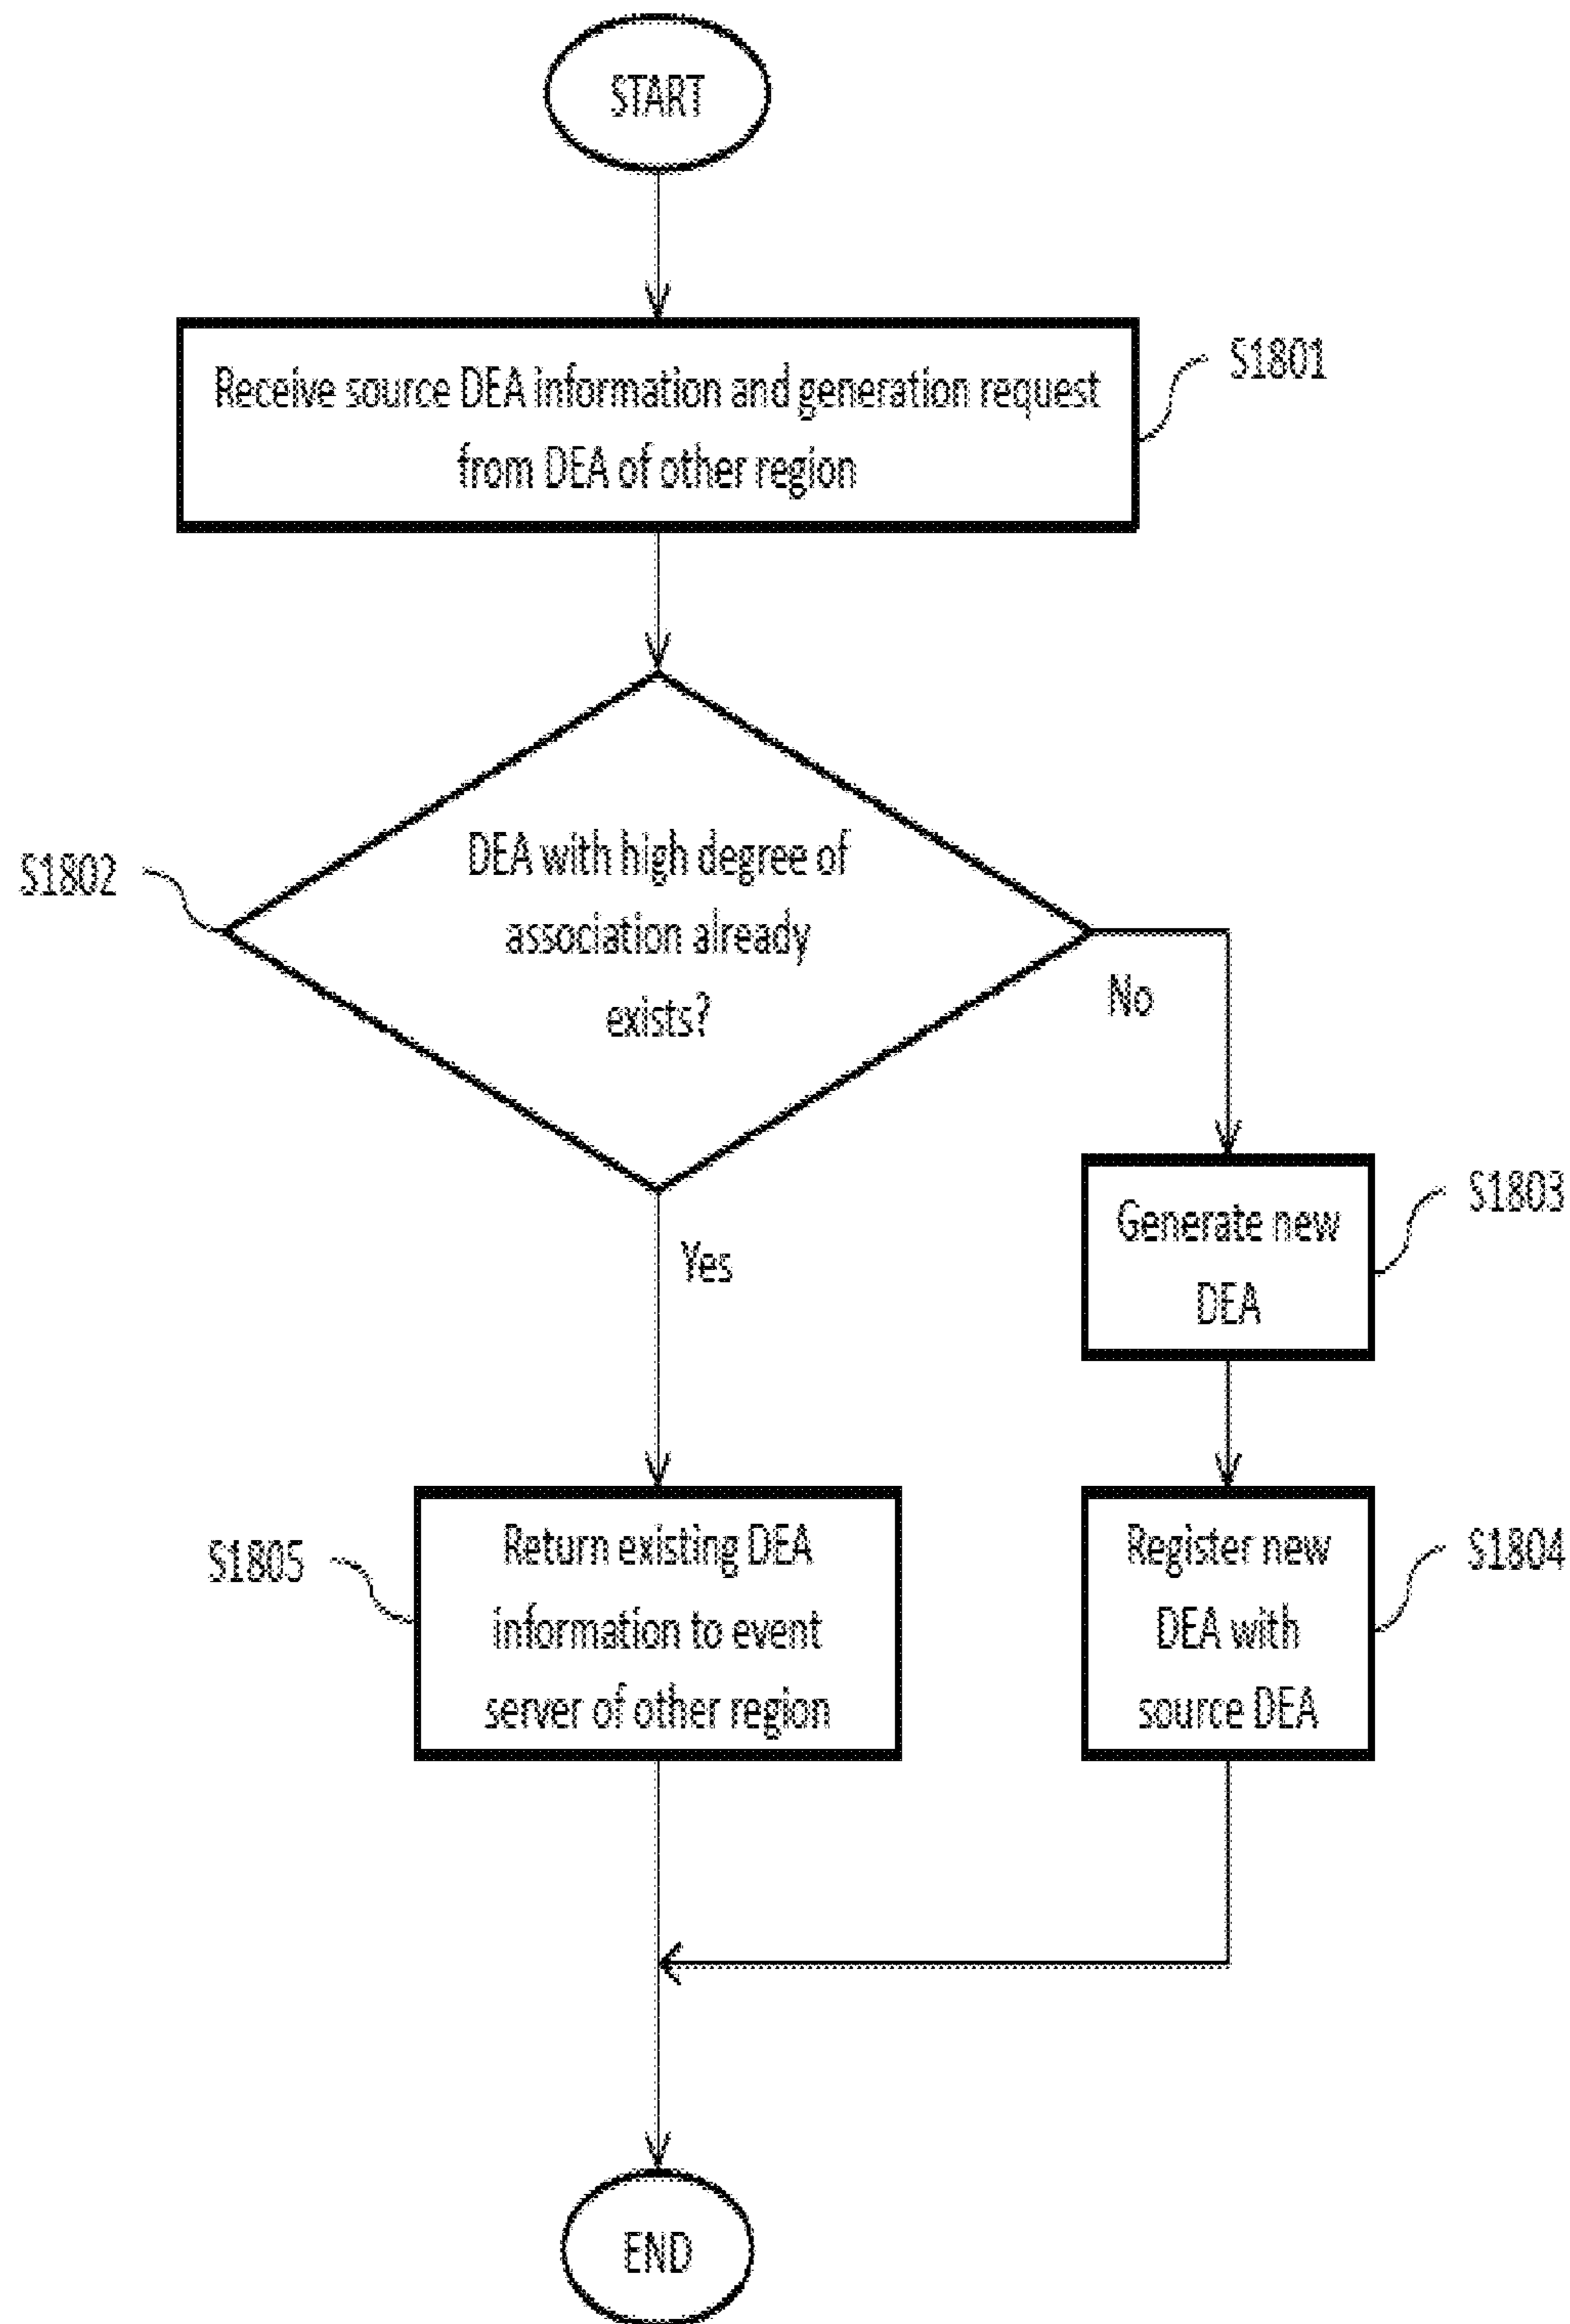 START
Receive source DEA information and generation request
from DEA of other region
S1801
DEA with high degree of
association already
exists?
S1802
No
Yes
Generate new
DEA
S1803
Return existing DEA
information to event
server of other region
S1805
Register new
DEA with
source DEA
S1804
END